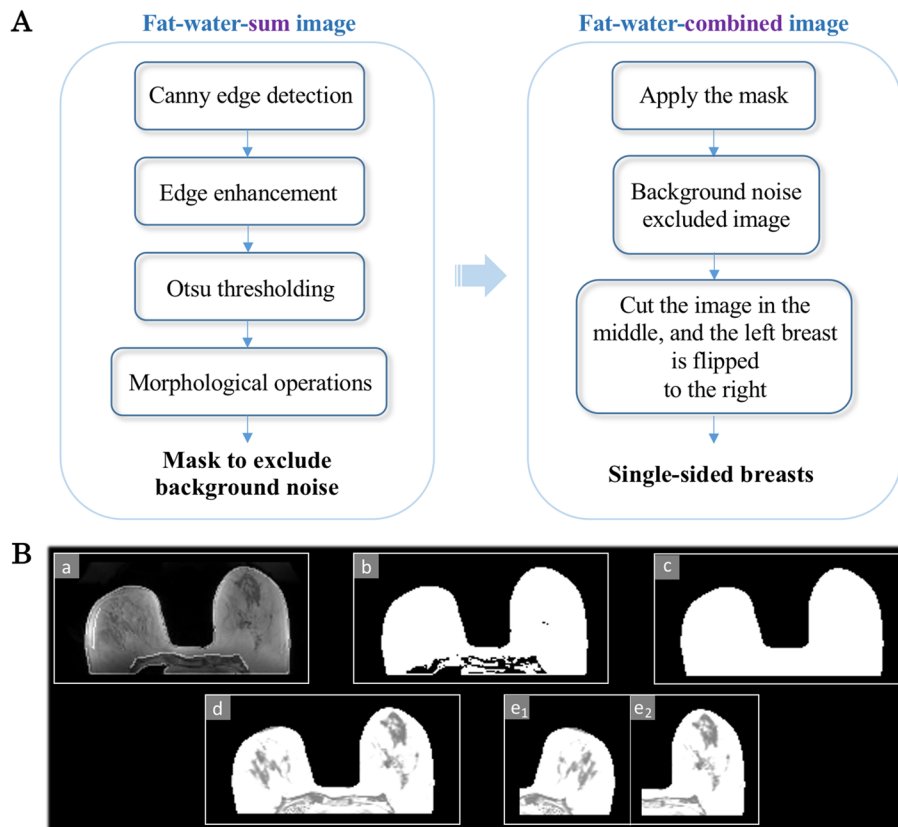 A
Fat-water-sum image
Canny edge detection
Edge enhancement
Otsu thresholding
Morphological operations
Mask to exclude
background noise
Fat-water-combined image
Apply the mask
Background noise
excluded image
Cut the image in the
middle, and the left breast
is flipped
to the right
Single-sided breasts
B
a
b
c
d
e1
e2